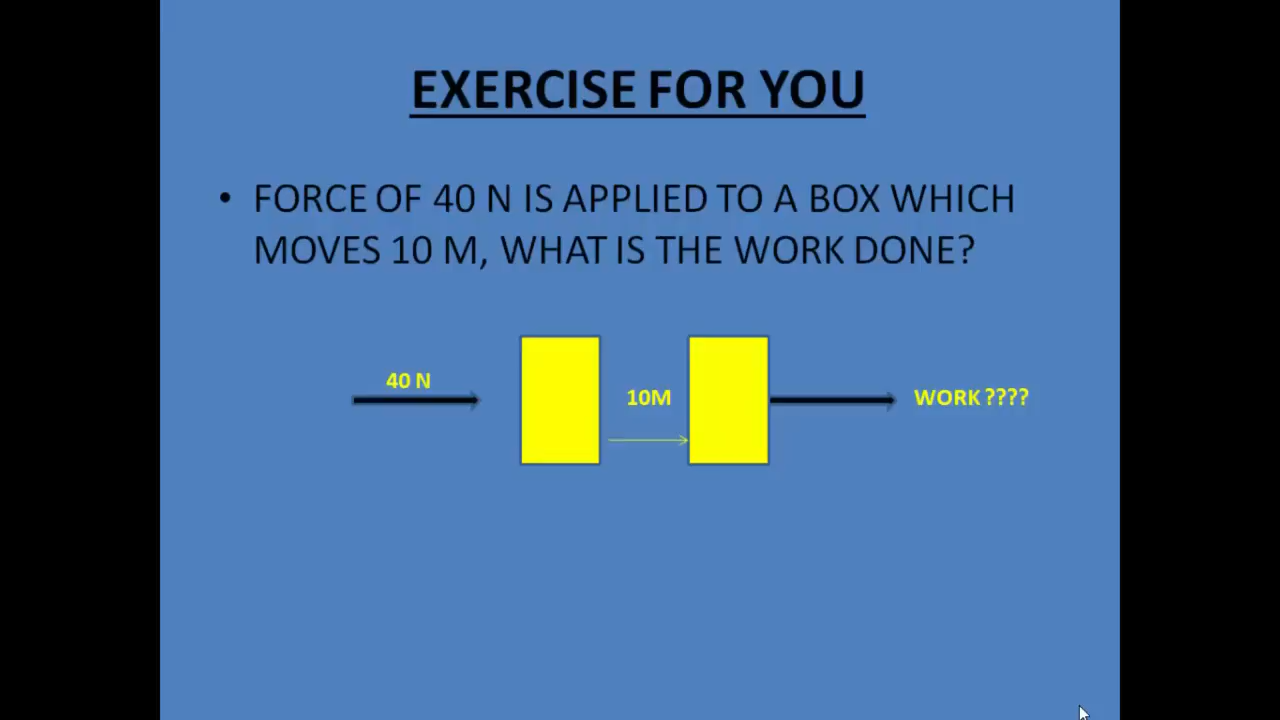 EXERCISE FOR YOU
• FORCE OF 40 N IS APPLIED TO A BOX WHICH
MOVES 10 M, WHAT IS THE WORK DONE?
40 N
10M
WORK ????